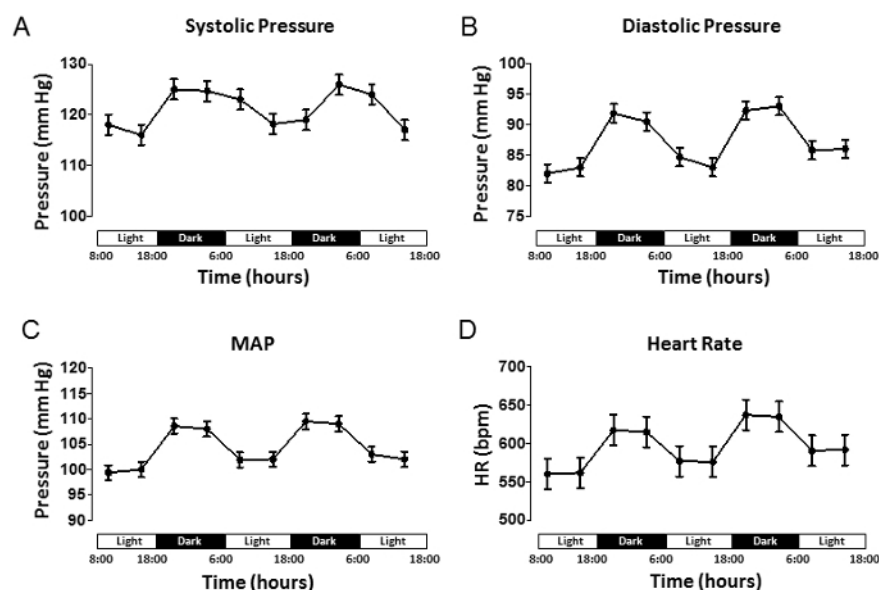 A
Systolic Pressure
Pressure (mm Hg)
130
120
110
100
Light Dark Light Dark Light
8:00 18:00 6:00 18:00 6:00 18:00
Time (hours)
B
Diastolic Pressure
Pressure (mm Hg)
100
95
90
85
80
75
Light Dark Light Dark Light
8:00 18:00 6:00 18:00 6:00 18:00
Time (hours)
C
MAP
Pressure (mm Hg)
120
115
110
105
100
95
90
Light Dark Light Dark Light
8:00 18:00 6:00 18:00 6:00 18:00
Time (hours)
D
Heart Rate
HR (bpm)
700
650
600
550
500
Light Dark Light Dark Light
8:00 18:00 6:00 18:00 6:00 18:00
Time (hours)